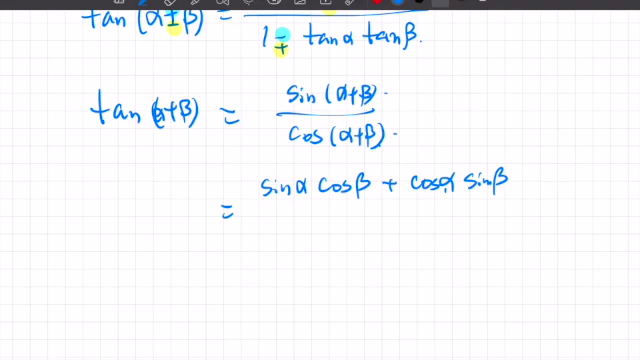 tan (α±β) =
1 ∓ tanα tanβ.
tan (α+β) = sin (α+β).
cos (α+β).
= sinα cosβ + cosα sinβ